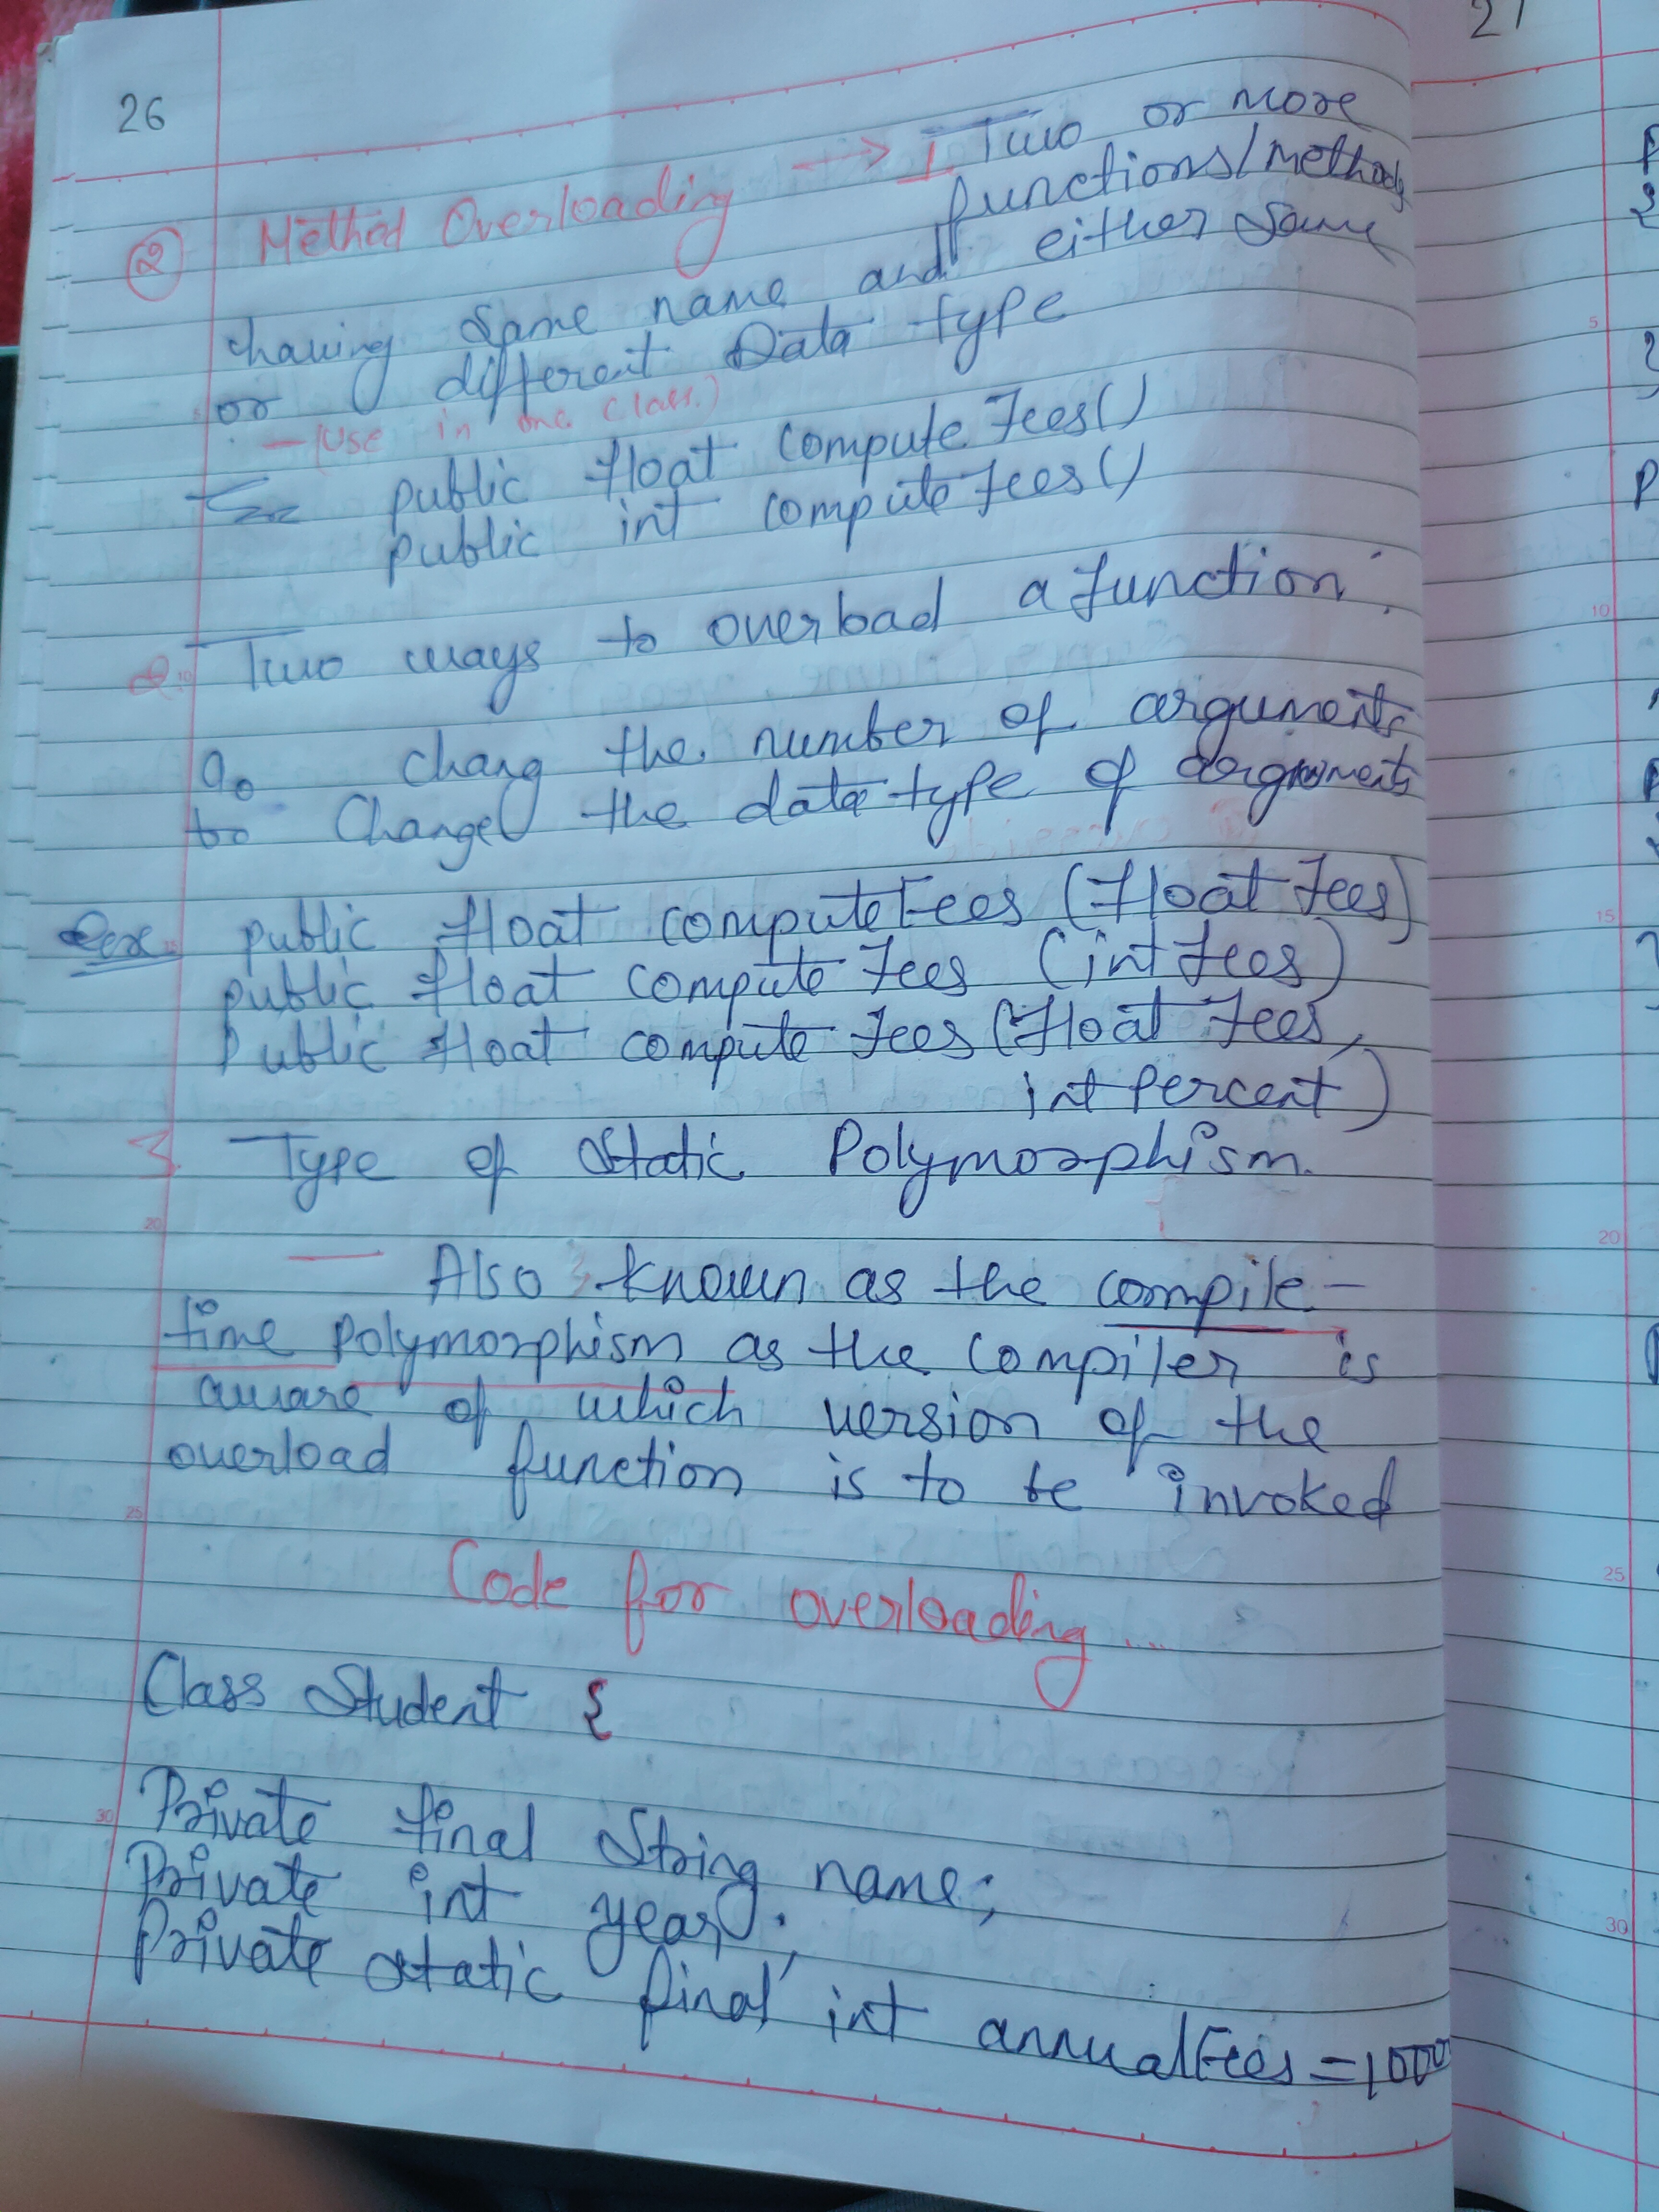 26
② Method Overloading → 1. Two or more
functions/Methods
having same name and either same
or different Data type
— (Use in one class.)
Ex public float compute Fees()
public int compute Fees()
2. Two ways to overload a function:
a. Chang the number of arguments
b. Change the data type of arguments
ex. public float computeFees (Float Fees)
public float compute Fees (int Fees)
Public float compute Fees (Float Fees,
int Percent)
3. Type of Static Polymorphism.
— Also known as the compile-
time polymorphism as the compiler is
aware of which version of the
overload function is to be invoked
Code for overloading ....
Class Student {
Private final String name;
Private int year;
Private static final int annualFees = 1000
27
5
10
15
20
25
30